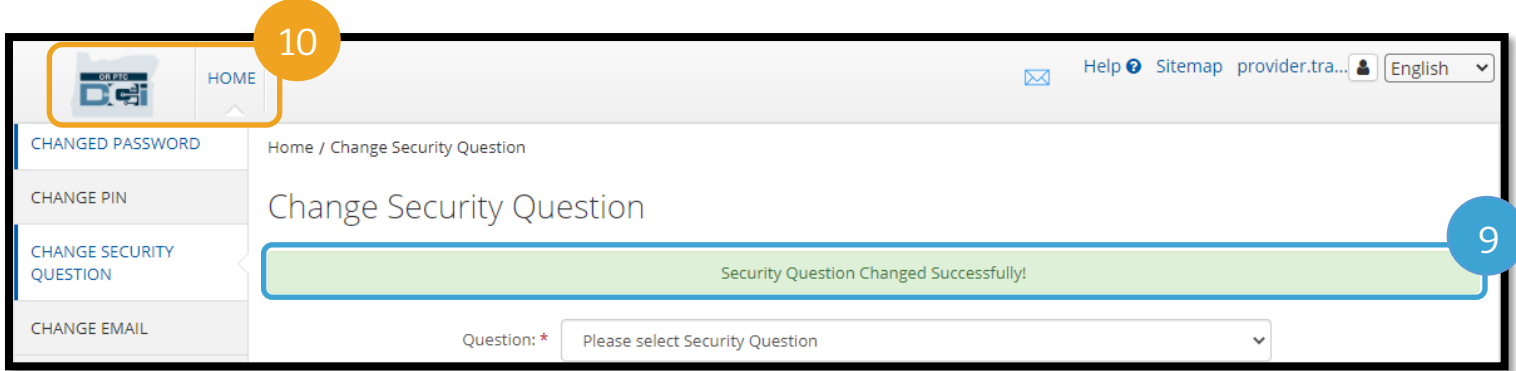 10
OR PTC
DCi
HOME
Help ? Sitemap provider.tra... English
CHANGED PASSWORD
CHANGE PIN
CHANGE SECURITY
QUESTION
CHANGE EMAIL
Home / Change Security Question
Change Security Question
9
Security Question Changed Successfully!
Question: * Please select Security Question